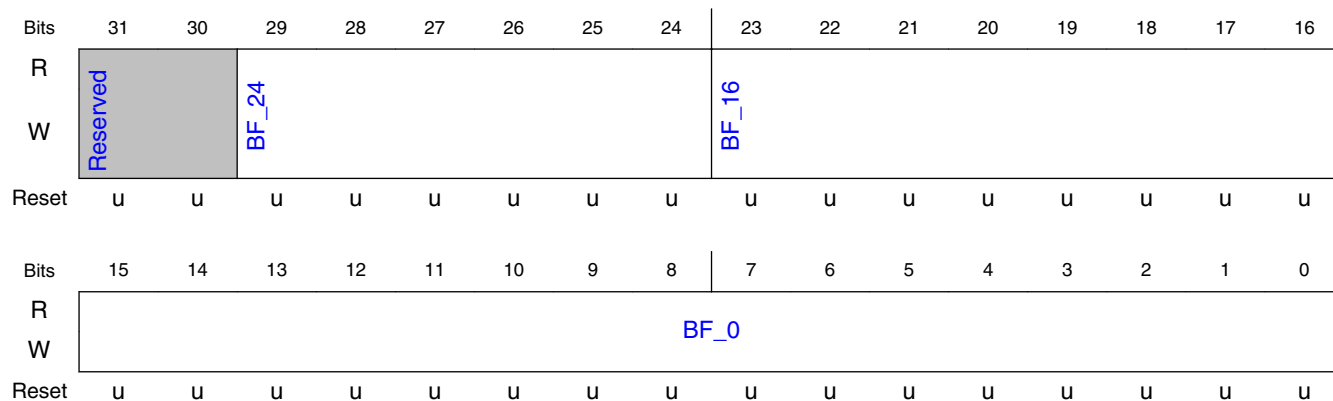 Bits 31 30 29 28 27 26 25 24 23 22 21 20 19 18 17 16
R
W
Reserved
BF_24
BF_16
Reset u u u u u u u u u u u u u u u u
Bits 15 14 13 12 11 10 9 8 7 6 5 4 3 2 1 0
R
BF_0
W
Reset u u u u u u u u u u u u u u u u